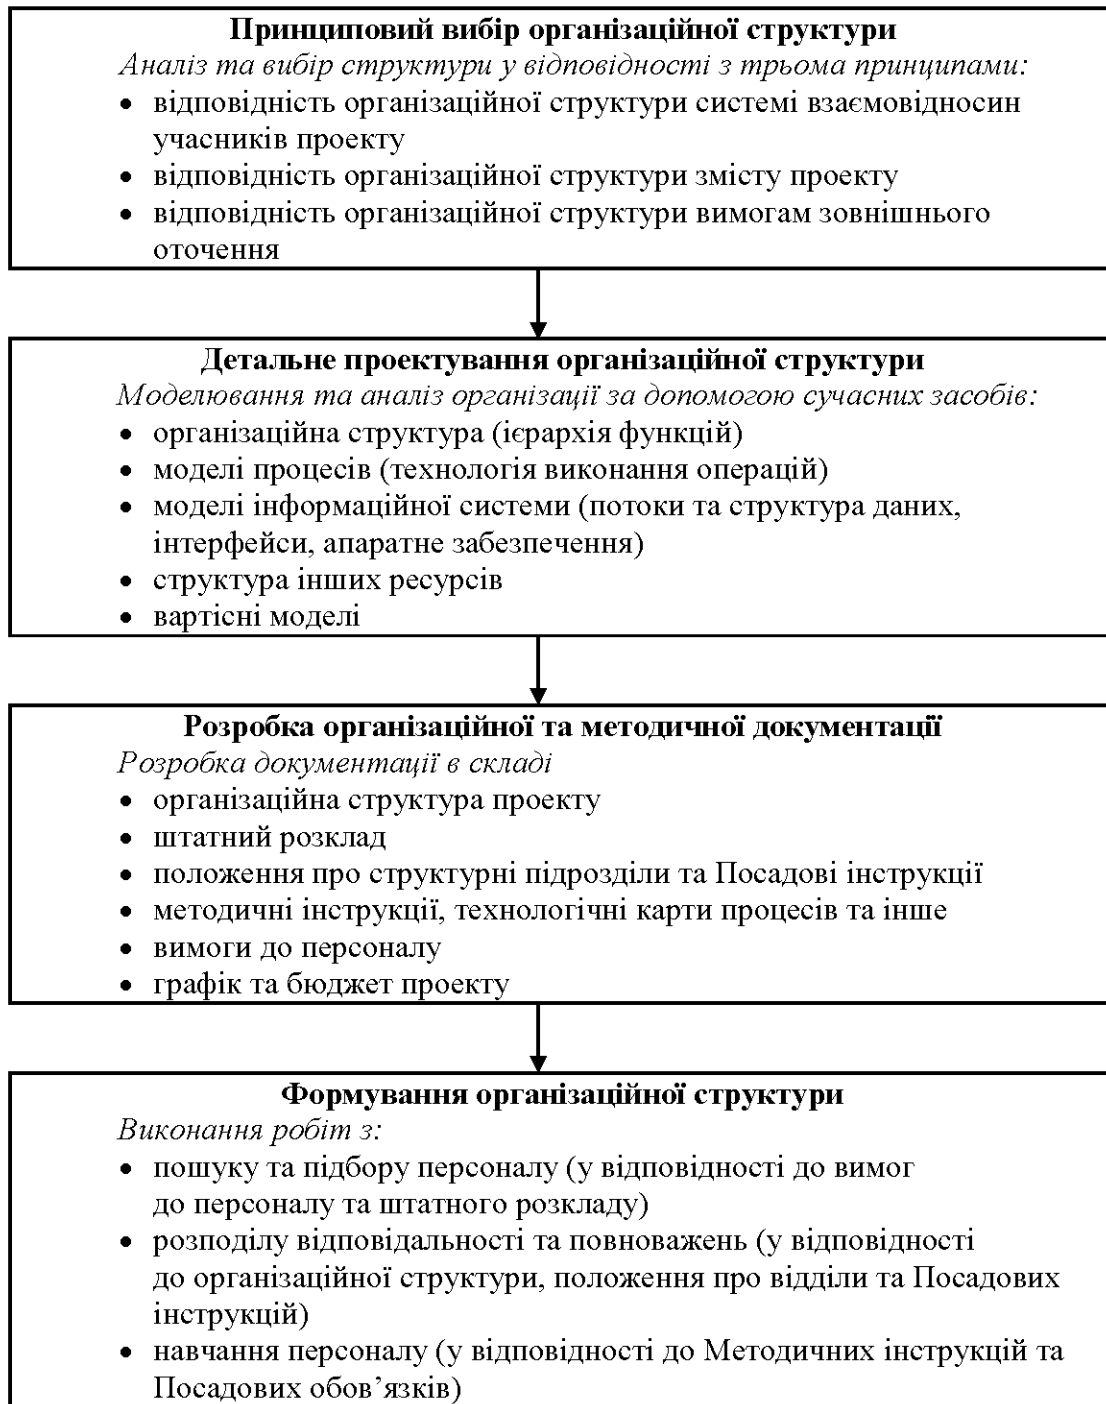 Принциповий вибір організаційної структури
Аналіз та вибір структури у відповідності з трьома принципами:
• відповідність організаційної структури системі взаємовідносин
учасників проекту
• відповідність організаційної структури змісту проекту
• відповідність організаційної структури вимогам зовнішнього
оточення
Детальне проектування організаційної структури
Моделювання та аналіз організації за допомогою сучасних засобів:
• організаційна структура (ієрархія функцій)
• моделі процесів (технологія виконання операцій)
• моделі інформаційної системи (потоки та структура даних,
інтерфейси, апаратне забезпечення)
• структура інших ресурсів
• вартісні моделі
Розробка організаційної та методичної документації
Розробка документації в складі
• організаційна структура проекту
• штатний розклад
• положення про структурні підрозділи та Посадові інструкції
• методичні інструкції, технологічні карти процесів та інше
• вимоги до персоналу
• графік та бюджет проекту
Формування організаційної структури
Виконання робіт з:
• пошуку та підбору персоналу (у відповідності до вимог
до персоналу та штатного розкладу)
• розподілу відповідальності та повноважень (у відповідності
до організаційної структури, положення про відділи та Посадових
інструкцій)
• навчання персоналу (у відповідності до Методичних інструкцій та
Посадових обов’язків)